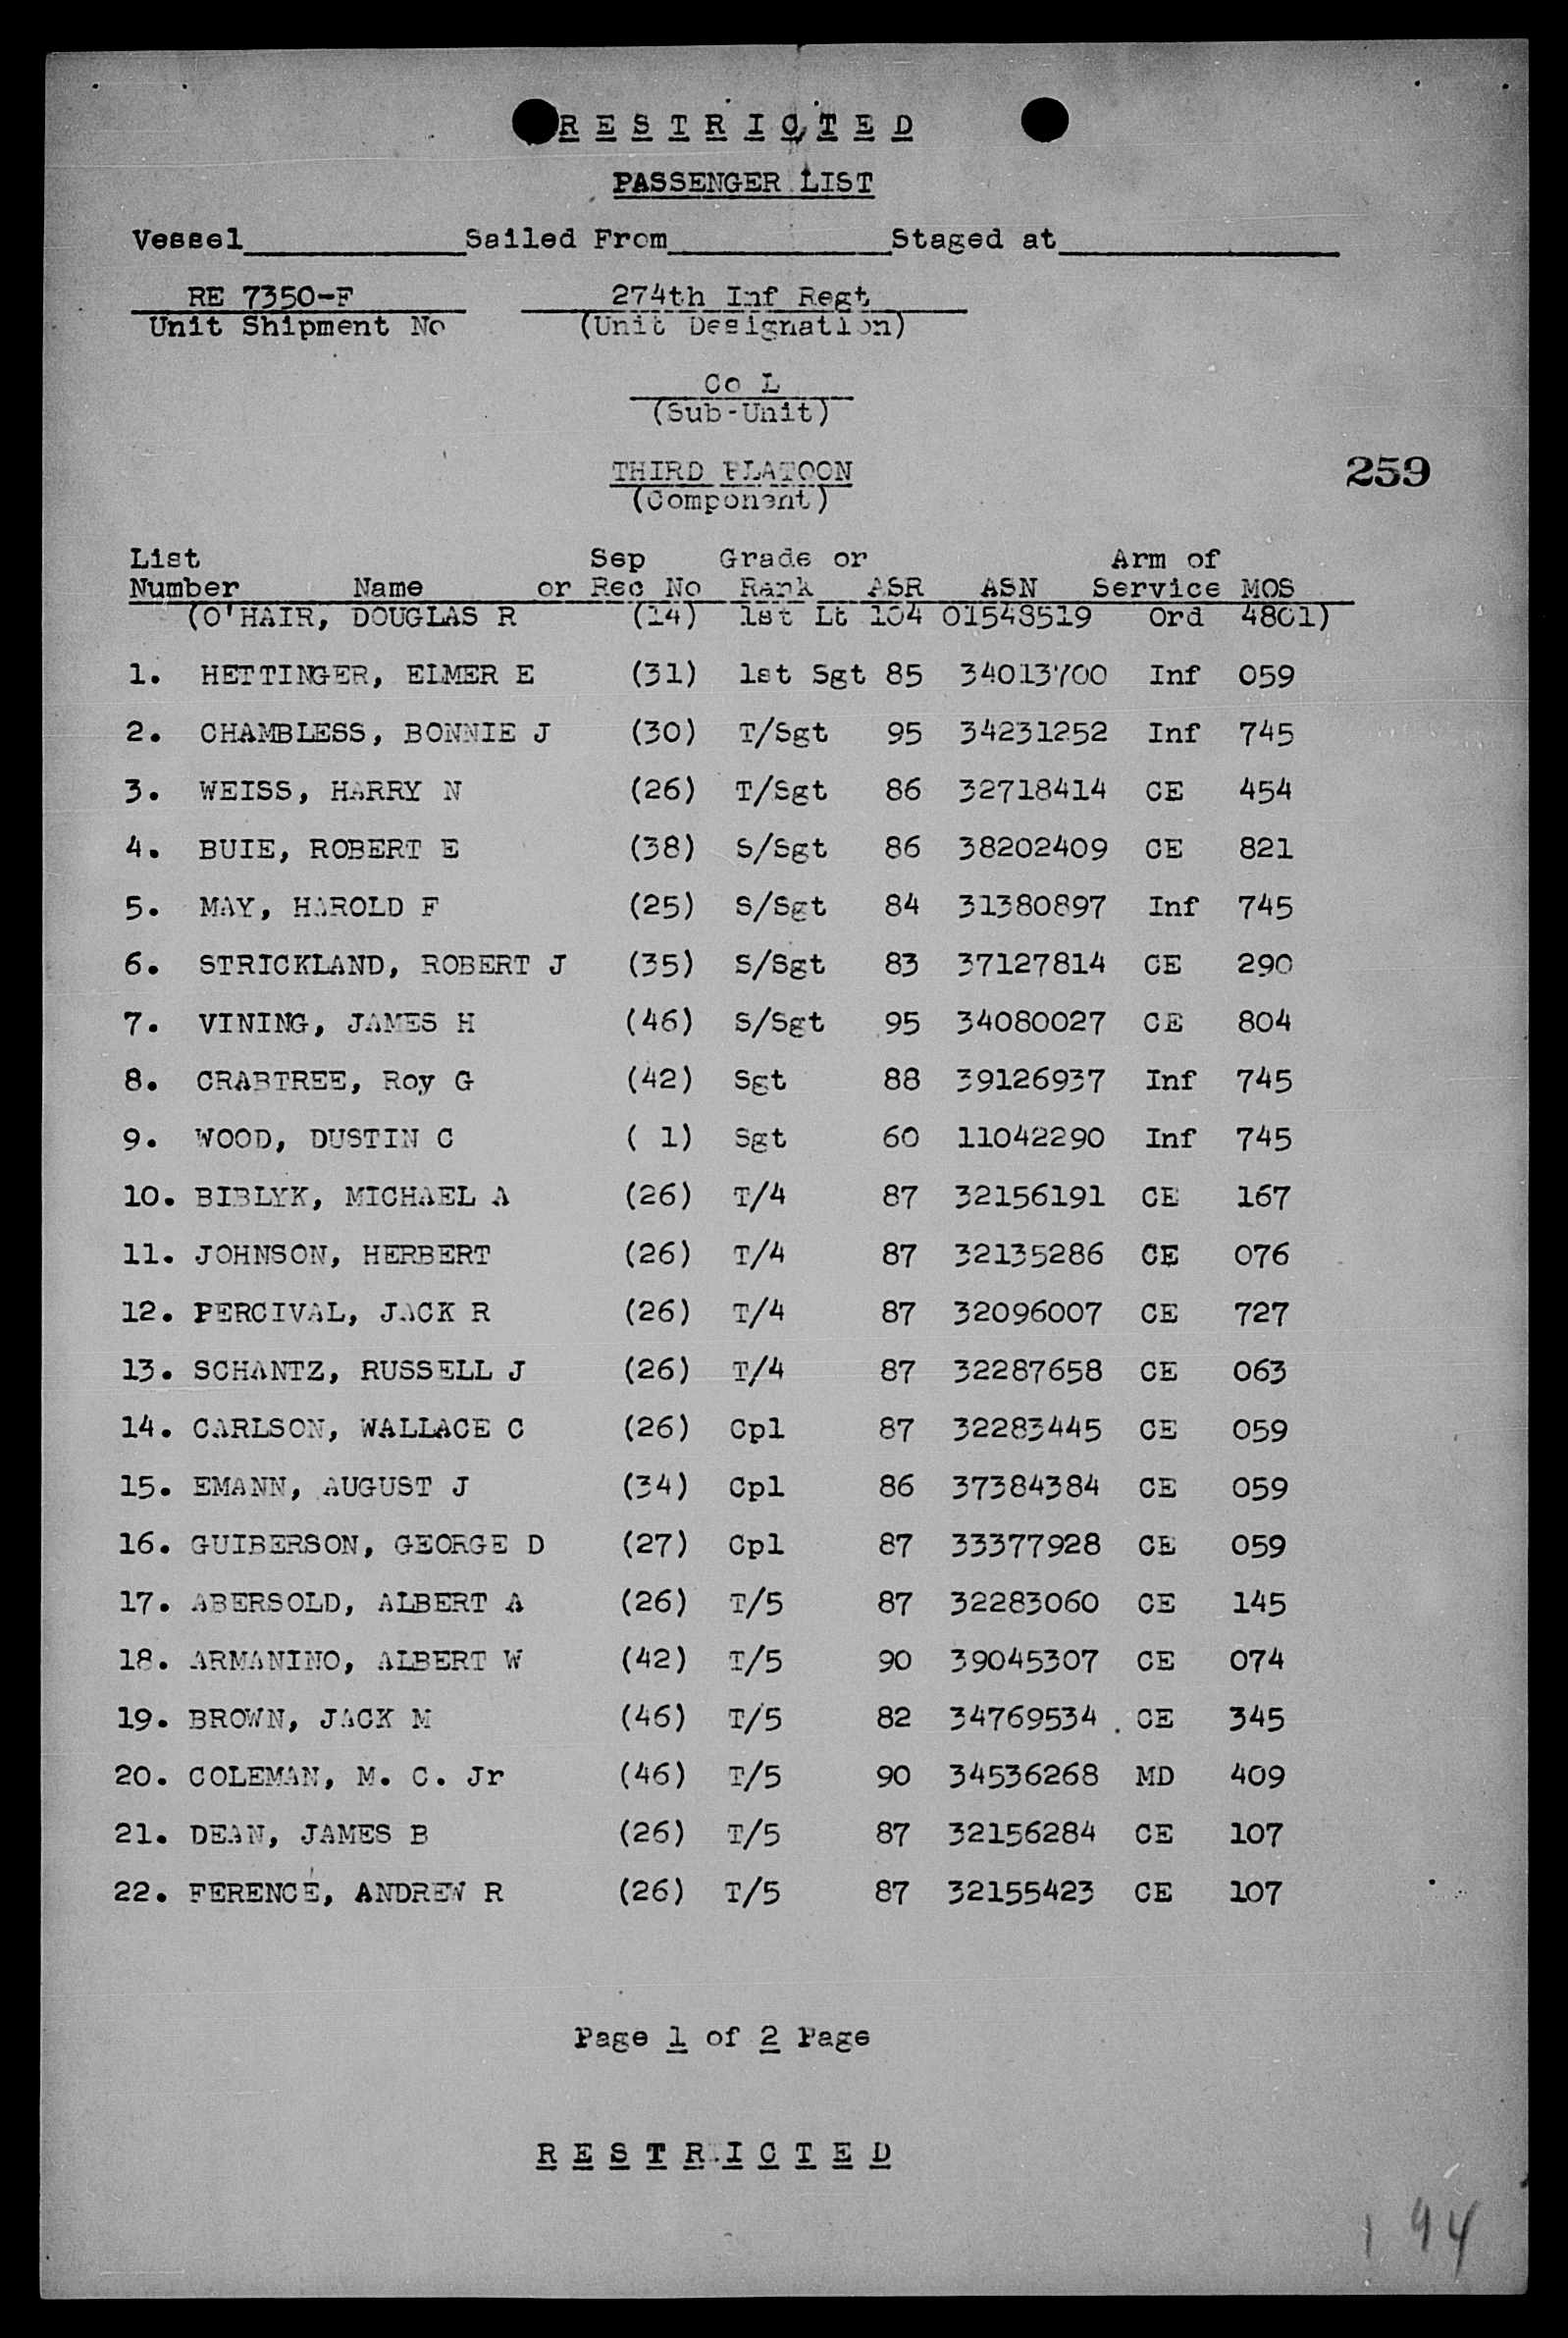 R E S T R I C T E D
PASSENGER LIST
Vessel____________Sailed From____________Staged at_______________
RE 7350-F 274th Inf Regt
Unit Shipment No (Unit Designation)
Co L
(Sub-Unit)
THIRD PLATOON 259
(Component)
List Sep Grade or Arm of
Number Name or Rec No Rank ASR ASN Service MOS
(O'HAIR, DOUGLAS R (14) 1st Lt 104 01548519 Ord 4801)
1. HETTINGER, ELMER E (31) 1st Sgt 85 34013700 Inf 059
2. CHAMBLESS, BONNIE J (30) T/Sgt 95 34231252 Inf 745
3. WEISS, HARRY N (26) T/Sgt 86 32718414 CE 454
4. BUIE, ROBERT E (38) S/Sgt 86 38202409 CE 821
5. MAY, HAROLD F (25) S/Sgt 84 31380897 Inf 745
6. STRICKLAND, ROBERT J (35) S/Sgt 83 37127814 CE 290
7. VINING, JAMES H (46) S/Sgt 95 34080027 CE 804
8. CRABTREE, Roy G (42) Sgt 88 39126937 Inf 745
9. WOOD, DUSTIN C ( 1) Sgt 60 11042290 Inf 745
10. BIBLYK, MICHAEL A (26) T/4 87 32156191 CE 167
11. JOHNSON, HERBERT (26) T/4 87 32135286 CE 076
12. PERCIVAL, JACK R (26) T/4 87 32096007 CE 727
13. SCHANTZ, RUSSELL J (26) T/4 87 32287658 CE 063
14. CARLSON, WALLACE C (26) Cpl 87 32283445 CE 059
15. EMANN, AUGUST J (34) Cpl 86 37384384 CE 059
16. GUIBERSON, GEORGE D (27) Cpl 87 33377928 CE 059
17. ABERSOLD, ALBERT A (26) T/5 87 32283060 CE 145
18. ARMANINO, ALBERT W (42) T/5 90 39045307 CE 074
19. BROWN, JACK M (46) T/5 82 34769534 CE 345
20. COLEMAN, M. C. Jr (46) T/5 90 34536268 MD 409
21. DEAN, JAMES B (26) T/5 87 32156284 CE 107
22. FERENCE, ANDREW R (26) T/5 87 32155423 CE 107
Page 1 of 2 Page
R E S T R I C T E D
194